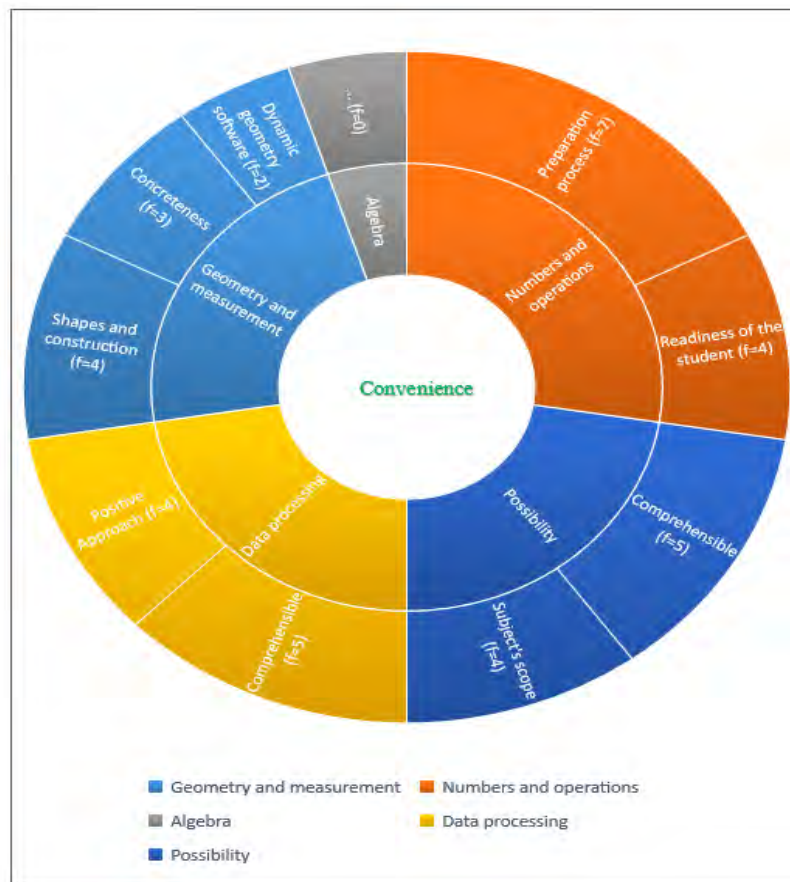 Dynamic
geometry
software (f=2)
... (f=0)
Preparation
process (f=7)
Concreteness
(f=3)
Algebra
Geometry and
measurement
Numbers and
operations
Shapes and
construction
(f=4)
Readiness of the
student (f=4)
Convenience
Positive
Approach (f=4)
Data processing
Possibility
Comprehensible
(f=5)
Comprehensible
(f=5)
Subject's scope
(f=4)
Geometry and measurement
Numbers and operations
Algebra
Data processing
Possibility